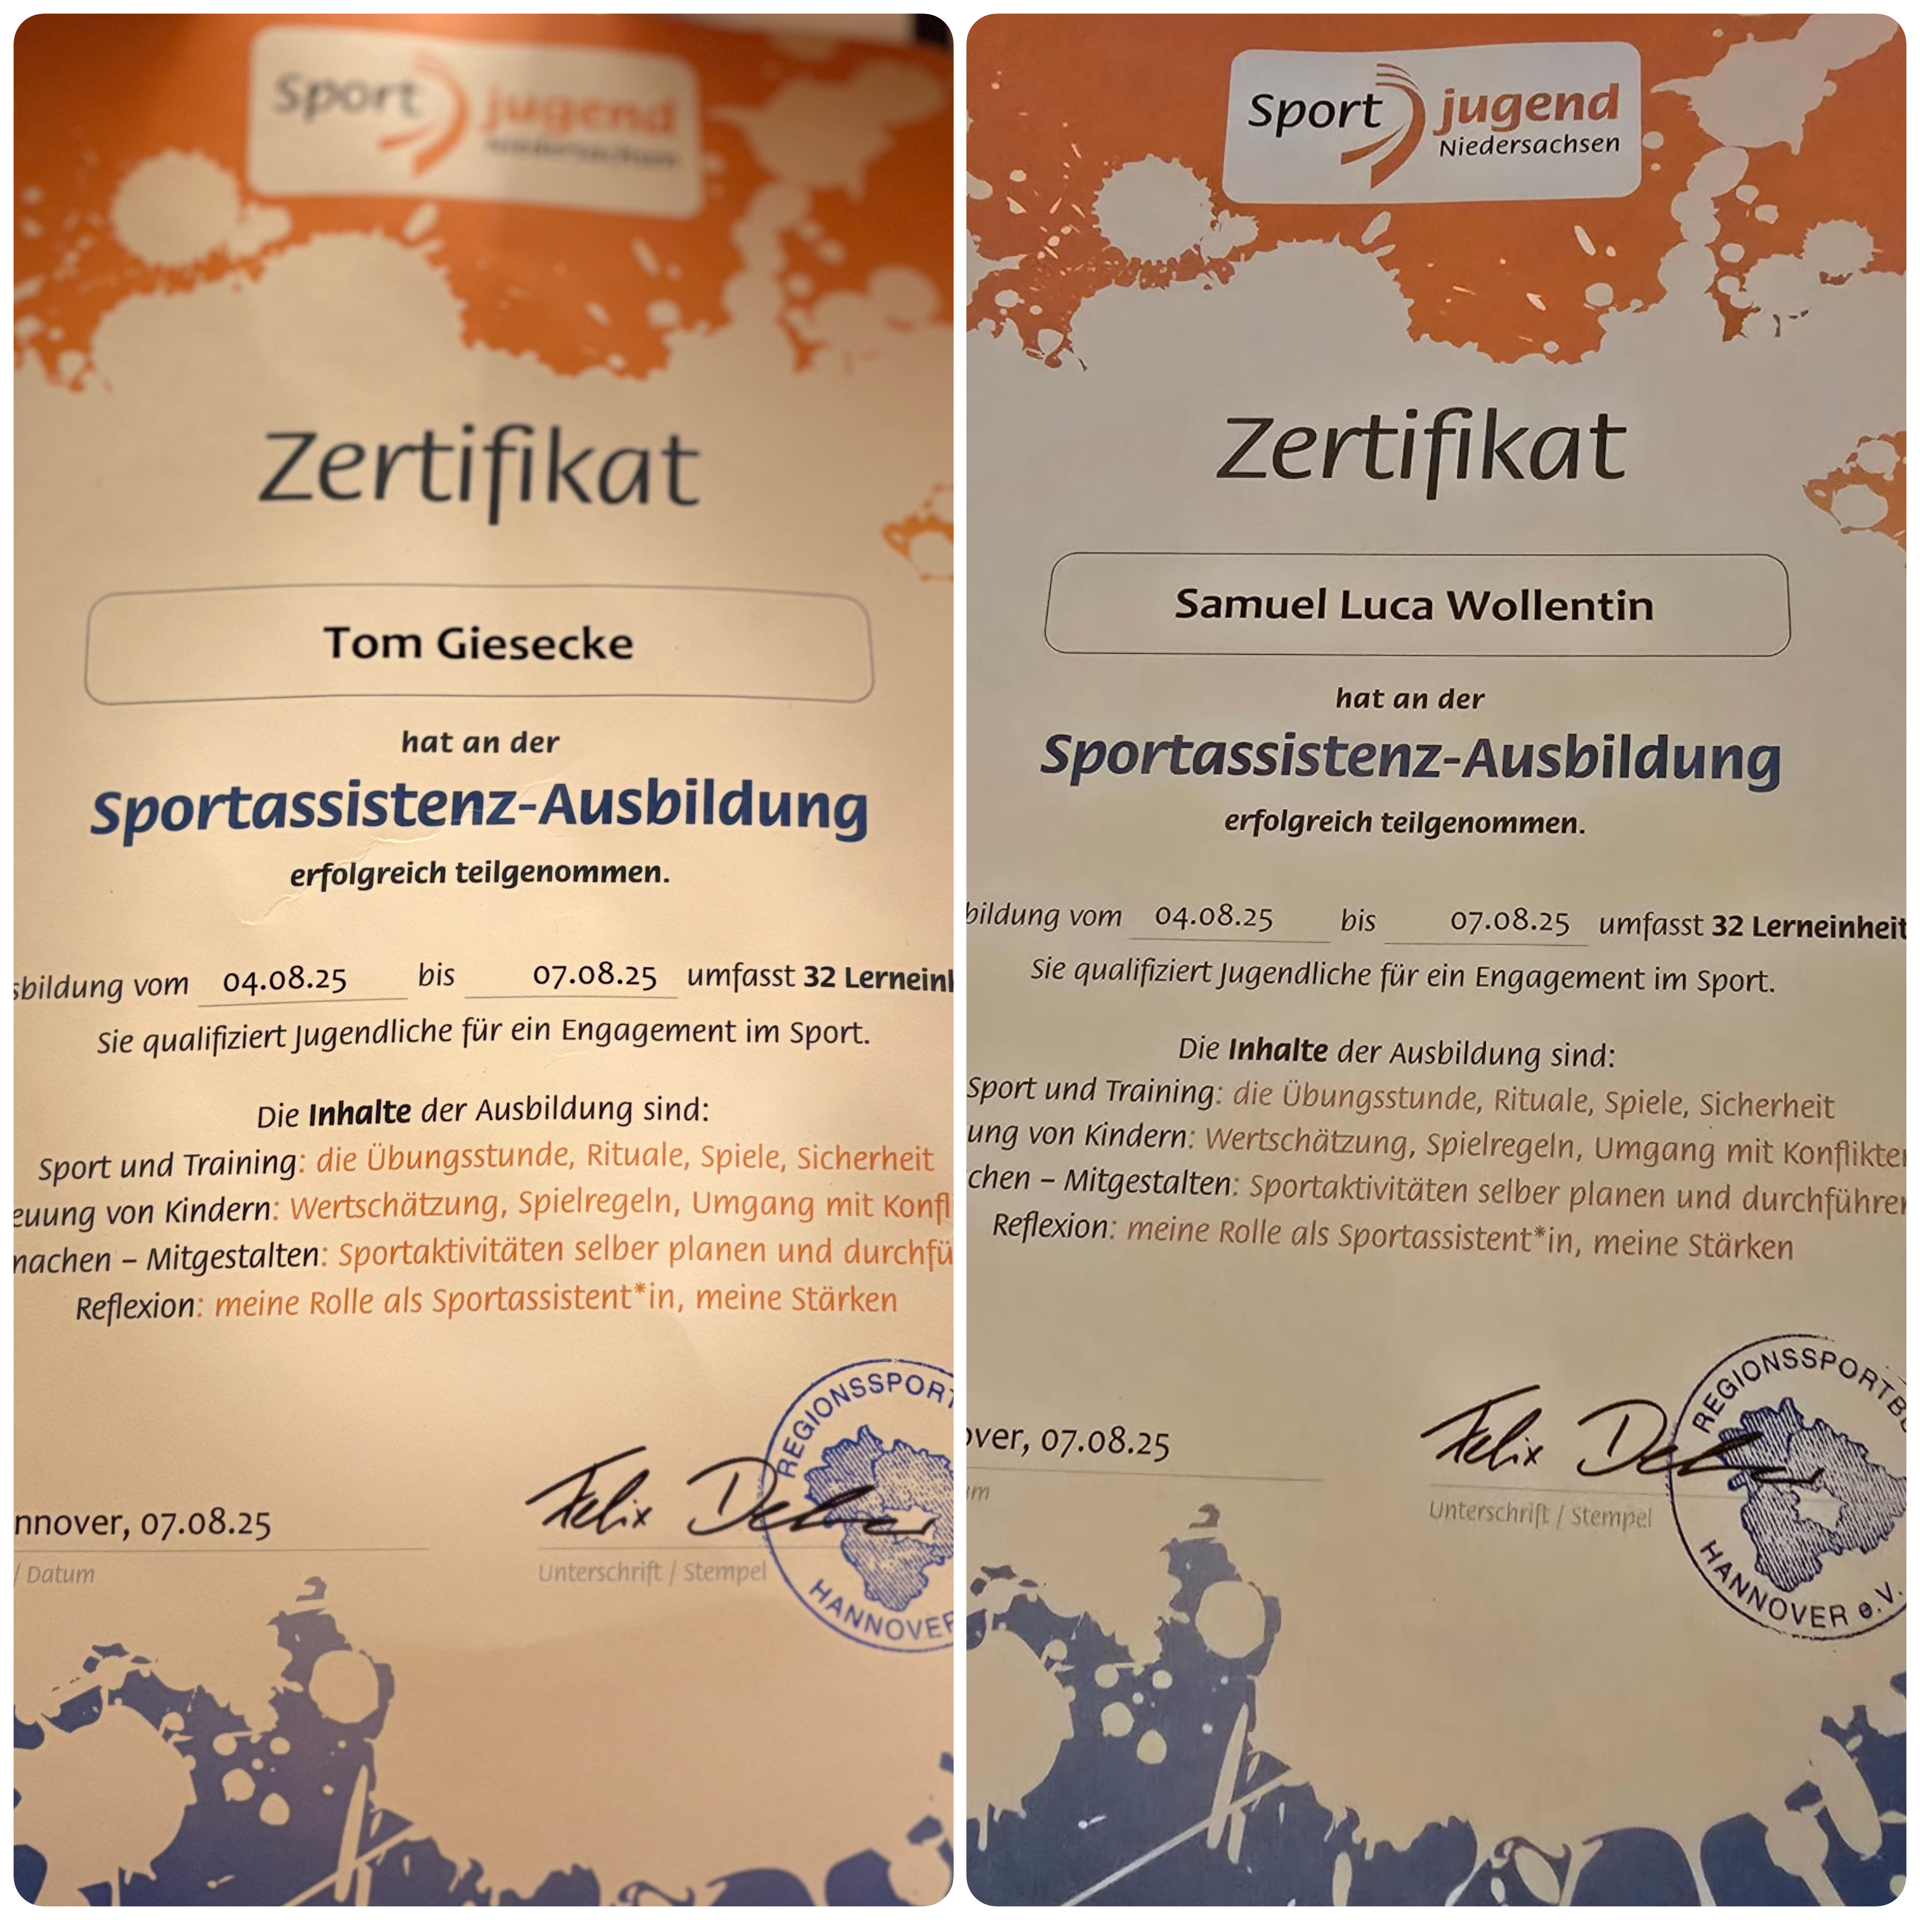 Sport jugend
Niedersachsen
Zertifikat
Tom Giesecke
hat an der
Sportassistenz-Ausbildung
erfolgreich teilgenommen.
sbildung vom 04.08.25 bis 07.08.25 umfasst 32 Lerneinh
Sie qualifiziert Jugendliche für ein Engagement im Sport.
Die Inhalte der Ausbildung sind:
Sport und Training: die Übungsstunde, Rituale, Spiele, Sicherheit
euung von Kindern: Wertschätzung, Spielregeln, Umgang mit Konfl
machen – Mitgestalten: Sportaktivitäten selber planen und durchfü
Reflexion: meine Rolle als Sportassistent*in, meine Stärken
nnover, 07.08.25
/ Datum
Felix
Unterschrift / Stempel
REGIONSSPORT
HANNOVER
Sport jugend
Niedersachsen
Zertifikat
Samuel Luca Wollentin
hat an der
Sportassistenz-Ausbildung
erfolgreich teilgenommen.
bildung vom 04.08.25 bis 07.08.25 umfasst 32 Lerneinheit
Sie qualifiziert Jugendliche für ein Engagement im Sport.
Die Inhalte der Ausbildung sind:
Sport und Training: die Übungsstunde, Rituale, Spiele, Sicherheit
ung von Kindern: Wertschätzung, Spielregeln, Umgang mit Konflikte
chen – Mitgestalten: Sportaktivitäten selber planen und durchführe
Reflexion: meine Rolle als Sportassistent*in, meine Stärken
over, 07.08.25
um
Felix
Unterschrift / Stempel
REGIONSSPORTB
HANNOVER e.V.